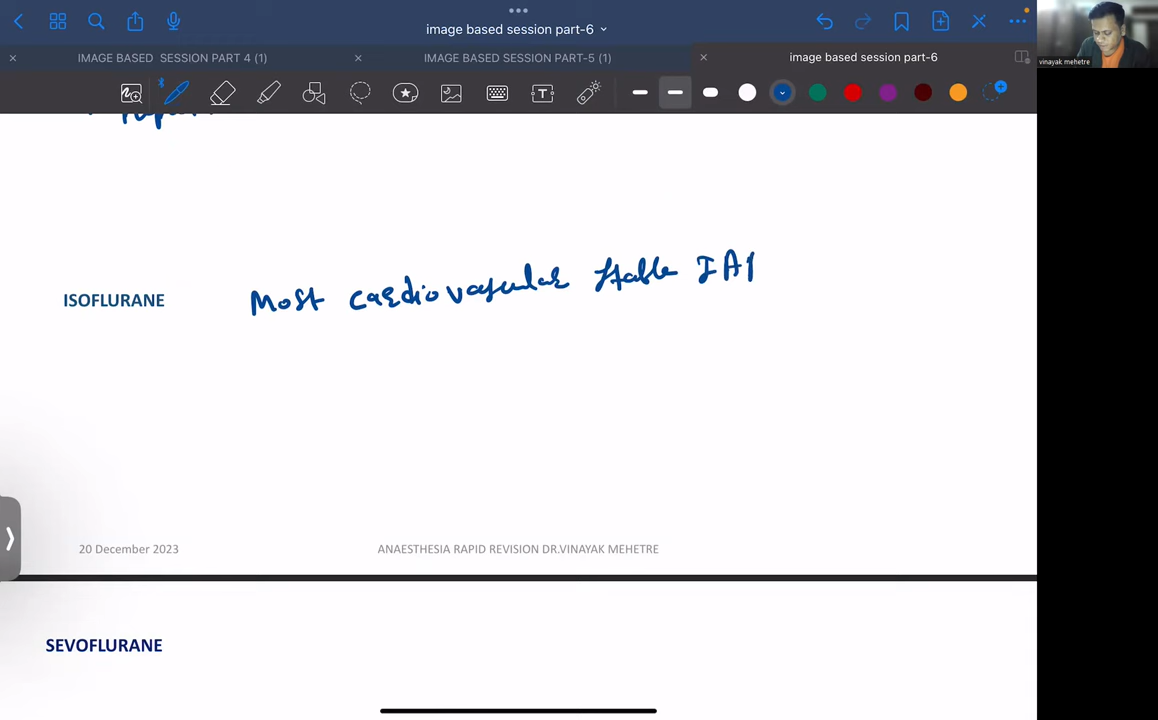 image based session part-6
IMAGE BASED SESSION PART 4 (1)
IMAGE BASED SESSION PART-5 (1)
image based session part-6
vinayak mehetre
ISOFLURANE
Most cardiovascular stable IA
20 December 2023
ANAESTHESIA RAPID REVISION DR.VINAYAK MEHETRE
SEVOFLURANE